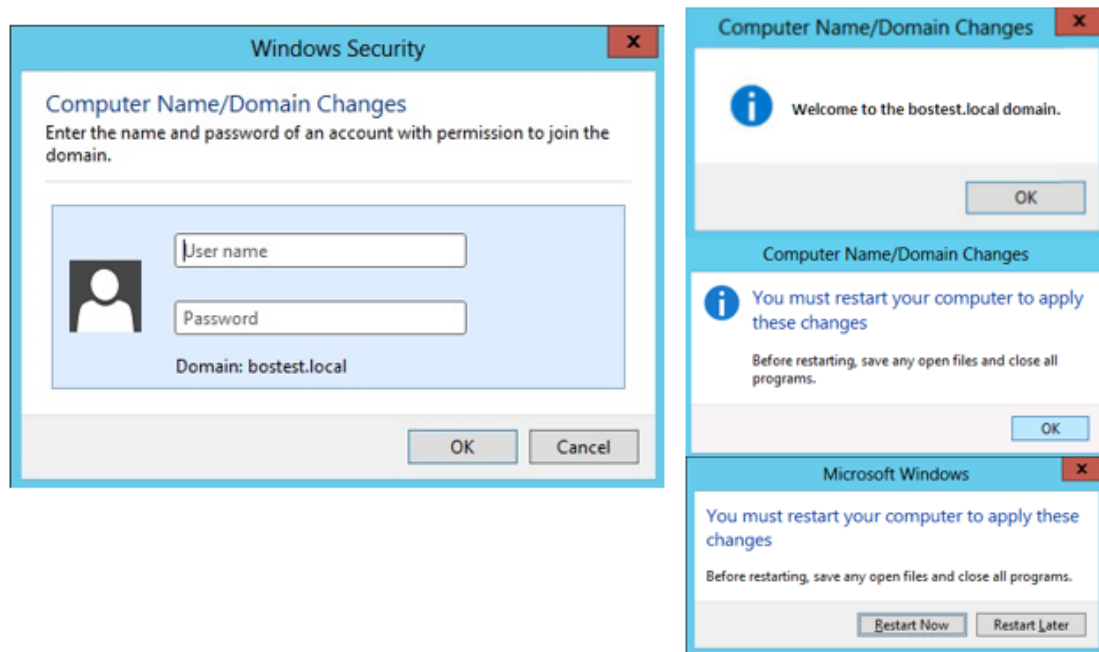 Windows Security
x
Computer Name/Domain Changes
Enter the name and password of an account with permission to join the
domain.
User name
Password
Domain: bostest.local
OK
Cancel
Computer Name/Domain Changes
x
Welcome to the bostest.local domain.
OK
Computer Name/Domain Changes
You must restart your computer to apply
these changes
Before restarting, save any open files and close all
programs.
OK
Microsoft Windows
x
You must restart your computer to apply these
changes
Before restarting, save any open files and close all programs.
Restart Now
Restart Later